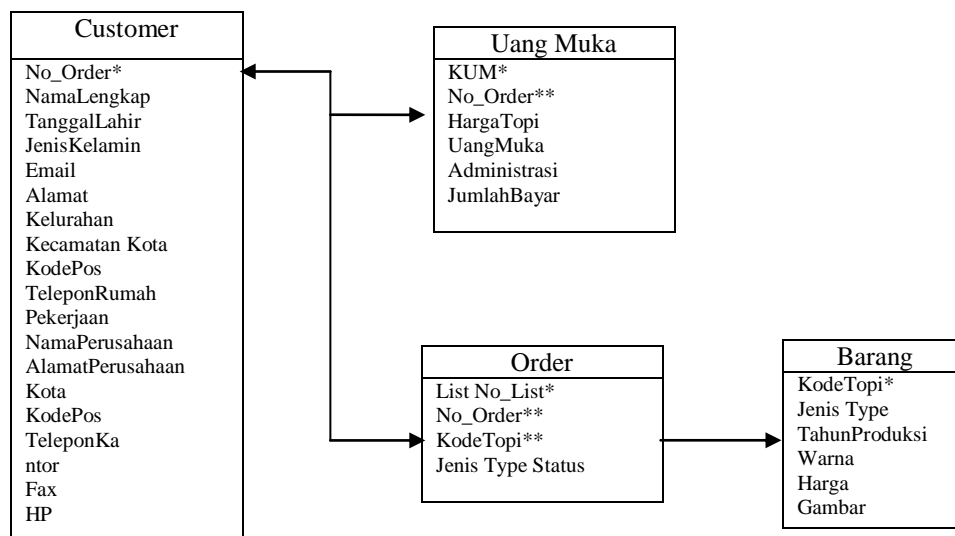 Customer
No_Order*
NamaLengkap
TanggalLahir
JenisKelamin
Email
Alamat
Kelurahan
Kecamatan Kota
KodePos
TeleponRumah
Pekerjaan
NamaPerusahaan
AlamatPerusahaan
Kota
KodePos
TeleponKa
ntor
Fax
HP
Uang Muka
KUM*
No_Order**
HargaTopi
UangMuka
Administrasi
JumlahBayar
Order
List No_List*
No_Order**
KodeTopi**
Jenis Type Status
Barang
KodeTopi*
Jenis Type
TahunProduksi
Warna
Harga
Gambar